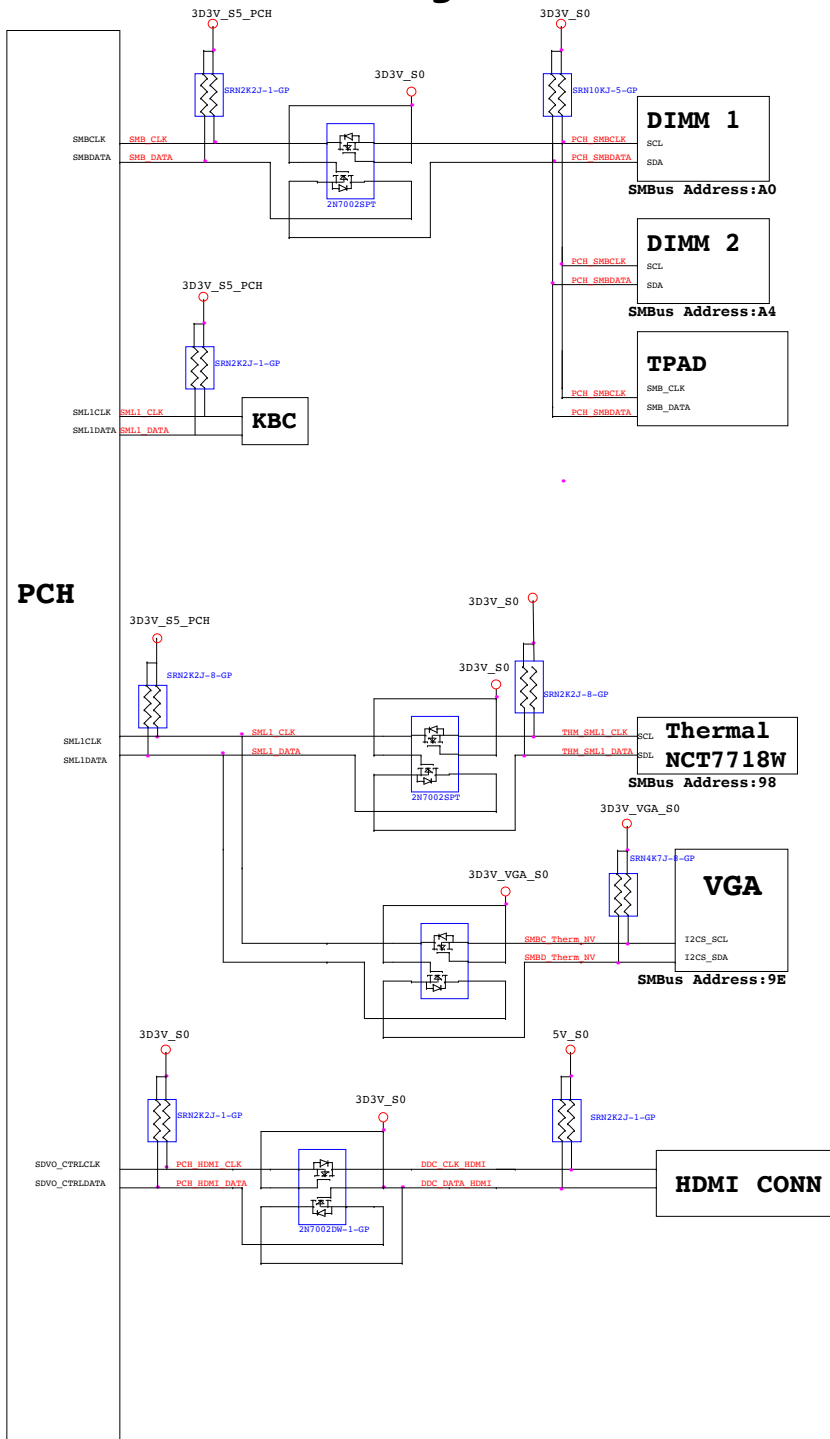 3D3V_S5_PCH
3D3V_S0
SRN2K2J-1-GP
3D3V_S0
SRN10KJ-5-GP
DIMM 1
SMBCLK
SMB_CLK
PCH_SMBCLK
SCL
SMBDATA
SMB_DATA
PCH_SMBDATA
SDA
SMBus Address:A0
2N7002SPT
DIMM 2
PCH_SMBCLK
SCL
PCH_SMBDATA
SDA
SMBus Address:A4
3D3V_S5_PCH
SRN2K2J-1-GP
TPAD
PCH_SMBCLK
SMB_CLK
PCH_SMBDATA
SMB_DATA
SML1CLK
SML1_CLK
SML1DATA
SML1_DATA
KBC
PCH
3D3V_S5_PCH
SRN2K2J-8-GP
3D3V_S0
3D3V_S0
SRN2K2J-8-GP
SML1CLK
SML1_CLK
THM_SML1_CLK
SCL
Thermal
SML1DATA
SML1_DATA
THM_SML1_DATA
SDL
NCT7718W
SMBus Address:98
2N7002SPT
3D3V_VGA_S0
SRN4K7J-8-GP
3D3V_VGA_S0
VGA
SMBC_Therm_NV
I2CS_SCL
SMBD_Therm_NV
I2CS_SDA
SMBus Address:9E
3D3V_S0
5V_S0
SRN2K2J-1-GP
3D3V_S0
SRN2K2J-1-GP
SDVO_CTRLCLK
PCH_HDMI_CLK
DDC_CLK_HDMI
SDVO_CTRLDATA
PCH_HDMI_DATA
DDC_DATA_HDMI
HDMI CONN
2N7002DW-1-GP